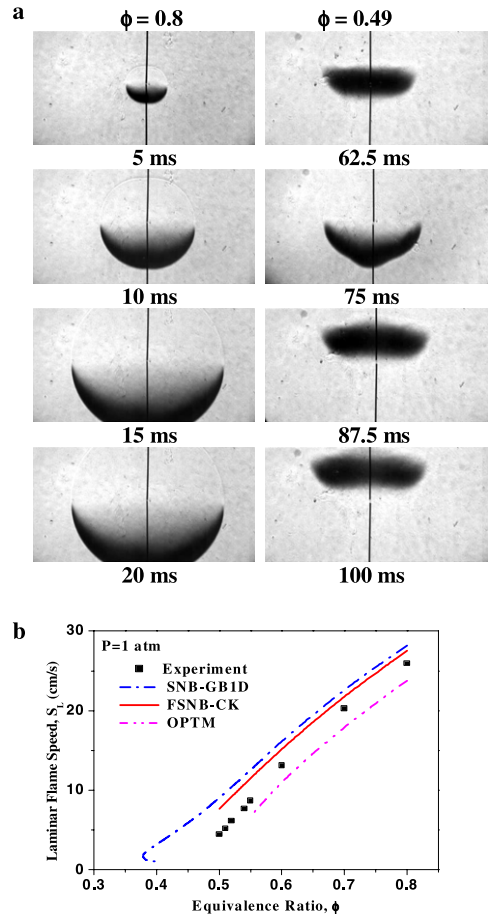 a
ϕ = 0.8
ϕ = 0.49
5 ms
62.5 ms
10 ms
75 ms
15 ms
87.5 ms
20 ms
100 ms
b
P=1 atm
Experiment
SNB-GB1D
FSNB-CK
OPTM
Laminar Flame Speed, S_L (cm/s)
30
20
10
0
0.3 0.4 0.5 0.6 0.7 0.8
Equivalence Ratio, ϕ